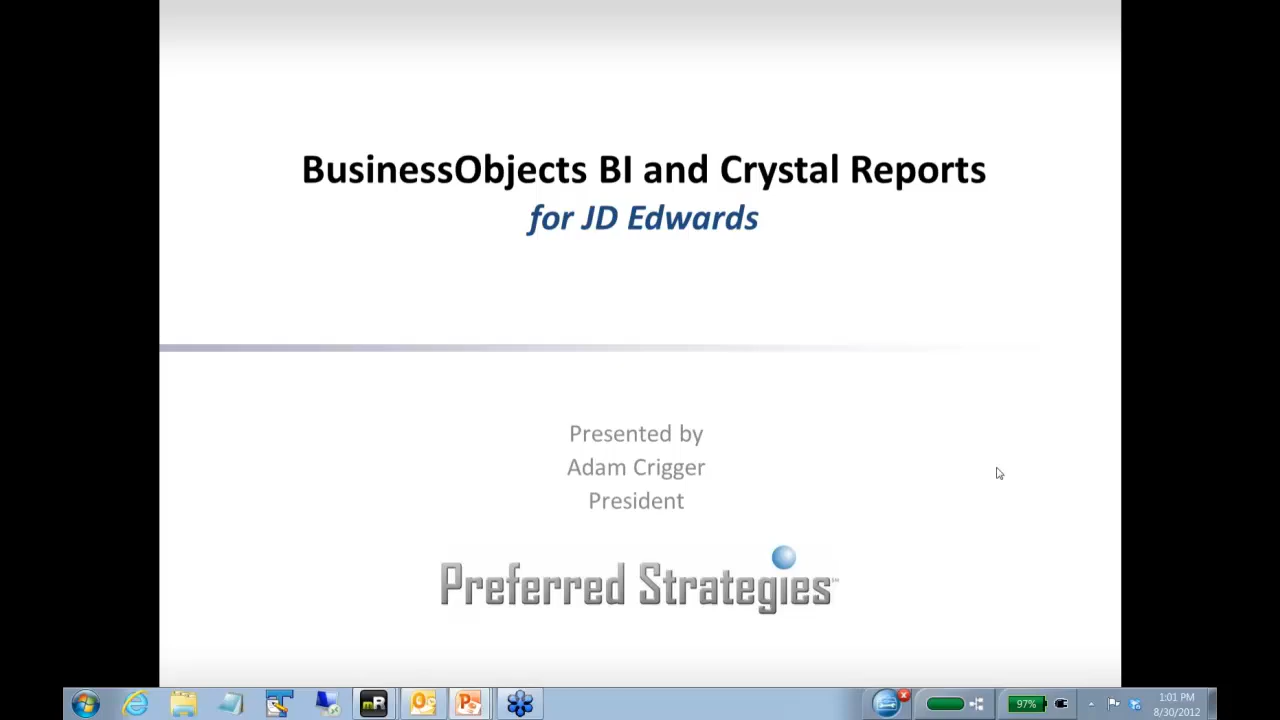 BusinessObjects BI and Crystal Reports
for JD Edwards
Presented by
Adam Crigger
President
Preferred Strategies
mR
97%
1:01 PM
8/30/2012